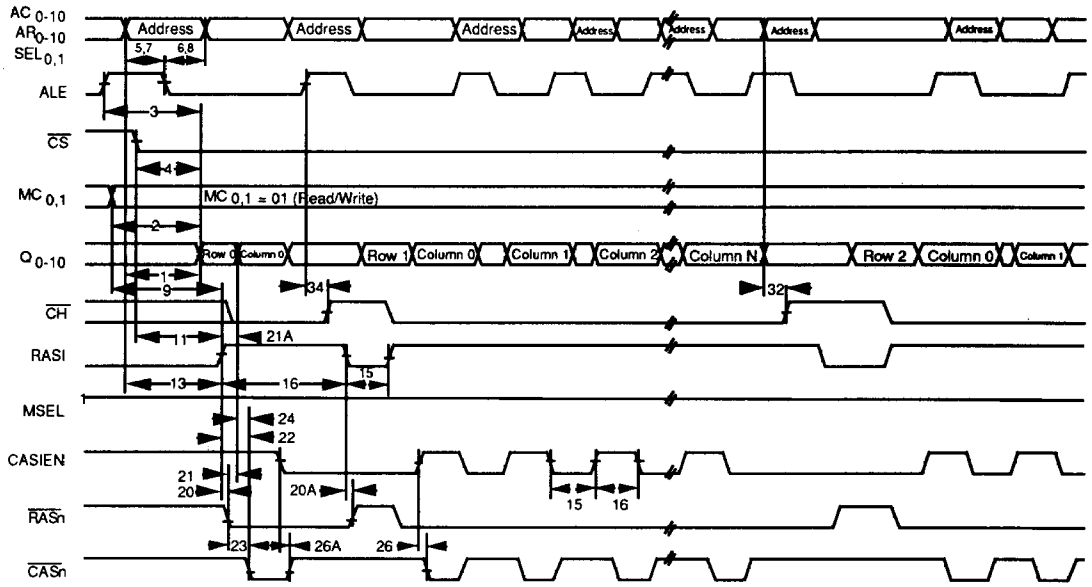 AC 0-10
AR 0-10
SEL 0,1
Address Address Address Address Address Address Address
5,7 6,8
ALE
3
CS
4
MC 0,1
MC 0,1 = 01 (Read/Write)
2
Q 0-10
Row 0 Column 0 Row 1 Column 0 Column 1 Column 2 Column N Row 2 Column 0 Column 1
1
9
34
32
CH
11
21A
RASI
13
16
15
MSEL
1
24
22
CASIEN
21
20
20A
15
16
RASn
23
26A
26
CASn